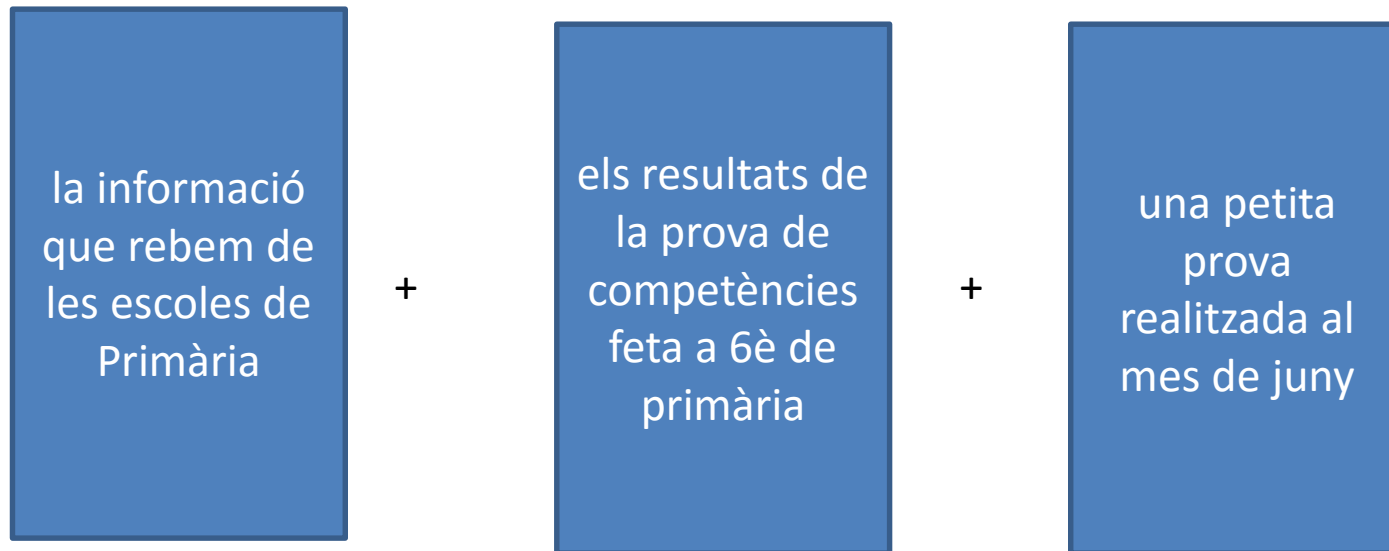 la informació
que rebem de
les escoles de
Primària
+
els resultats de
la prova de
competències
feta a 6è de
primària
+
una petita
prova
realitzada al
mes de juny